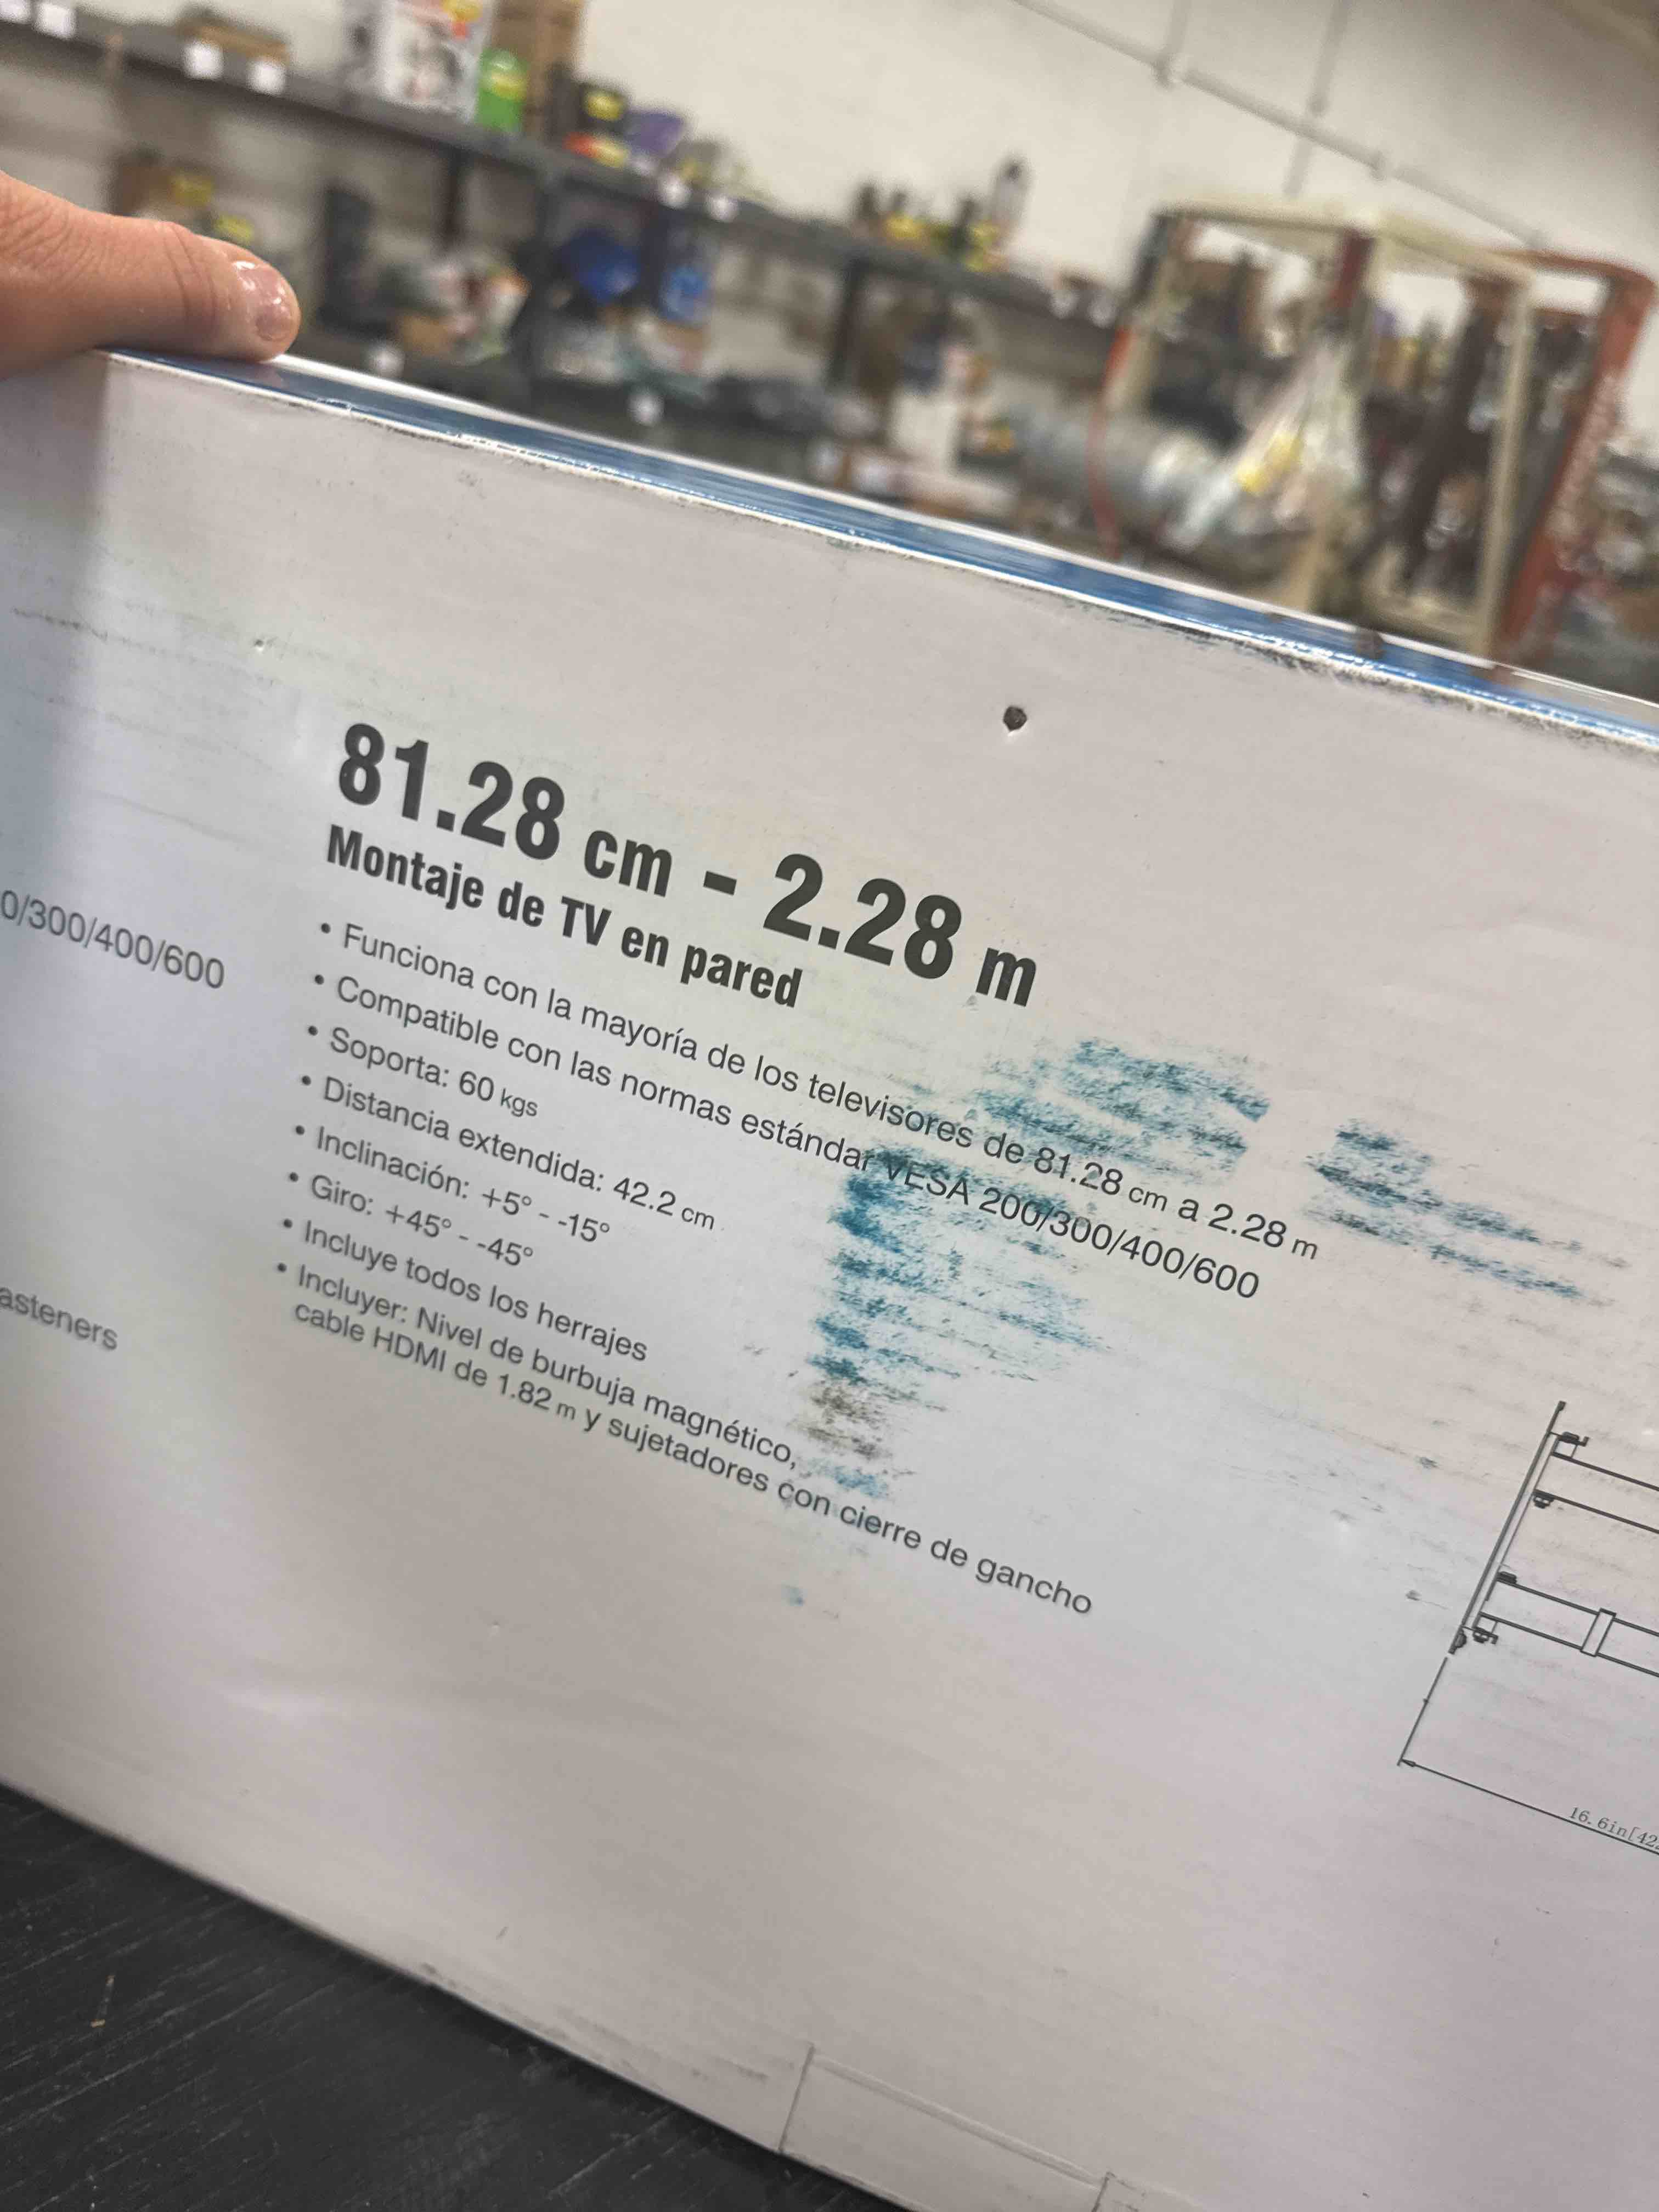 81.28 cm - 2.28 m
Montaje de TV en pared
• Funciona con la mayoría de los televisores de 81.28 cm a 2.28 m
• Compatible con las normas estándar VESA 200/300/400/600
• Soporta: 60 kgs
• Distancia extendida: 42.2 cm
• Inclinación: +5° - -15°
• Giro: +45° - -45°
• Incluye todos los herrajes
• Incluyer: Nivel de burbuja magnético,
cable HDMI de 1.82 m y sujetadores con cierre de gancho
0/300/400/600
asteners
16.6in[42